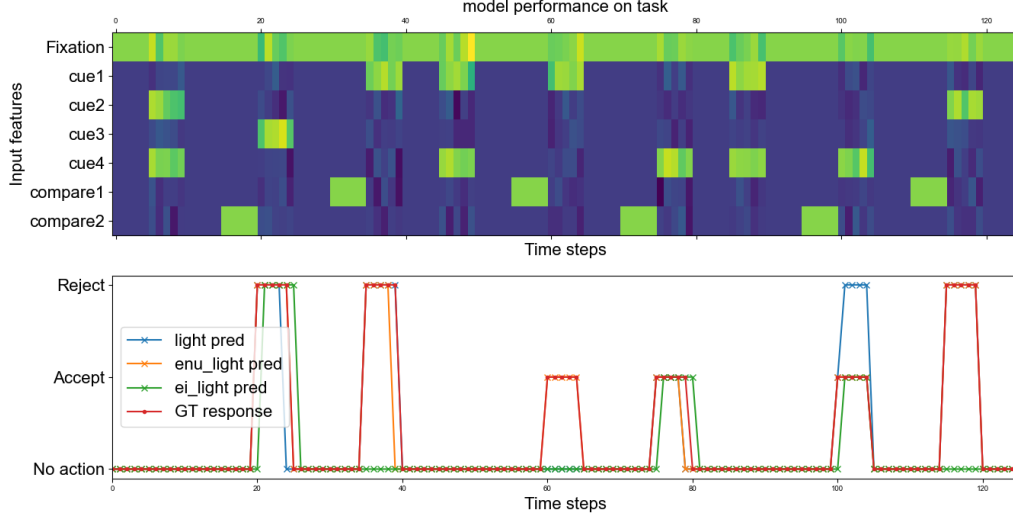 model performance on task
0 20 40 60 80 100 120
Input features
Fixation
cue1
cue2
cue3
cue4
compare1
compare2
Time steps
Reject
Accept
No action
light pred
enu_light pred
ei_light pred
GT response
0 20 40 60 80 100 120
Time steps